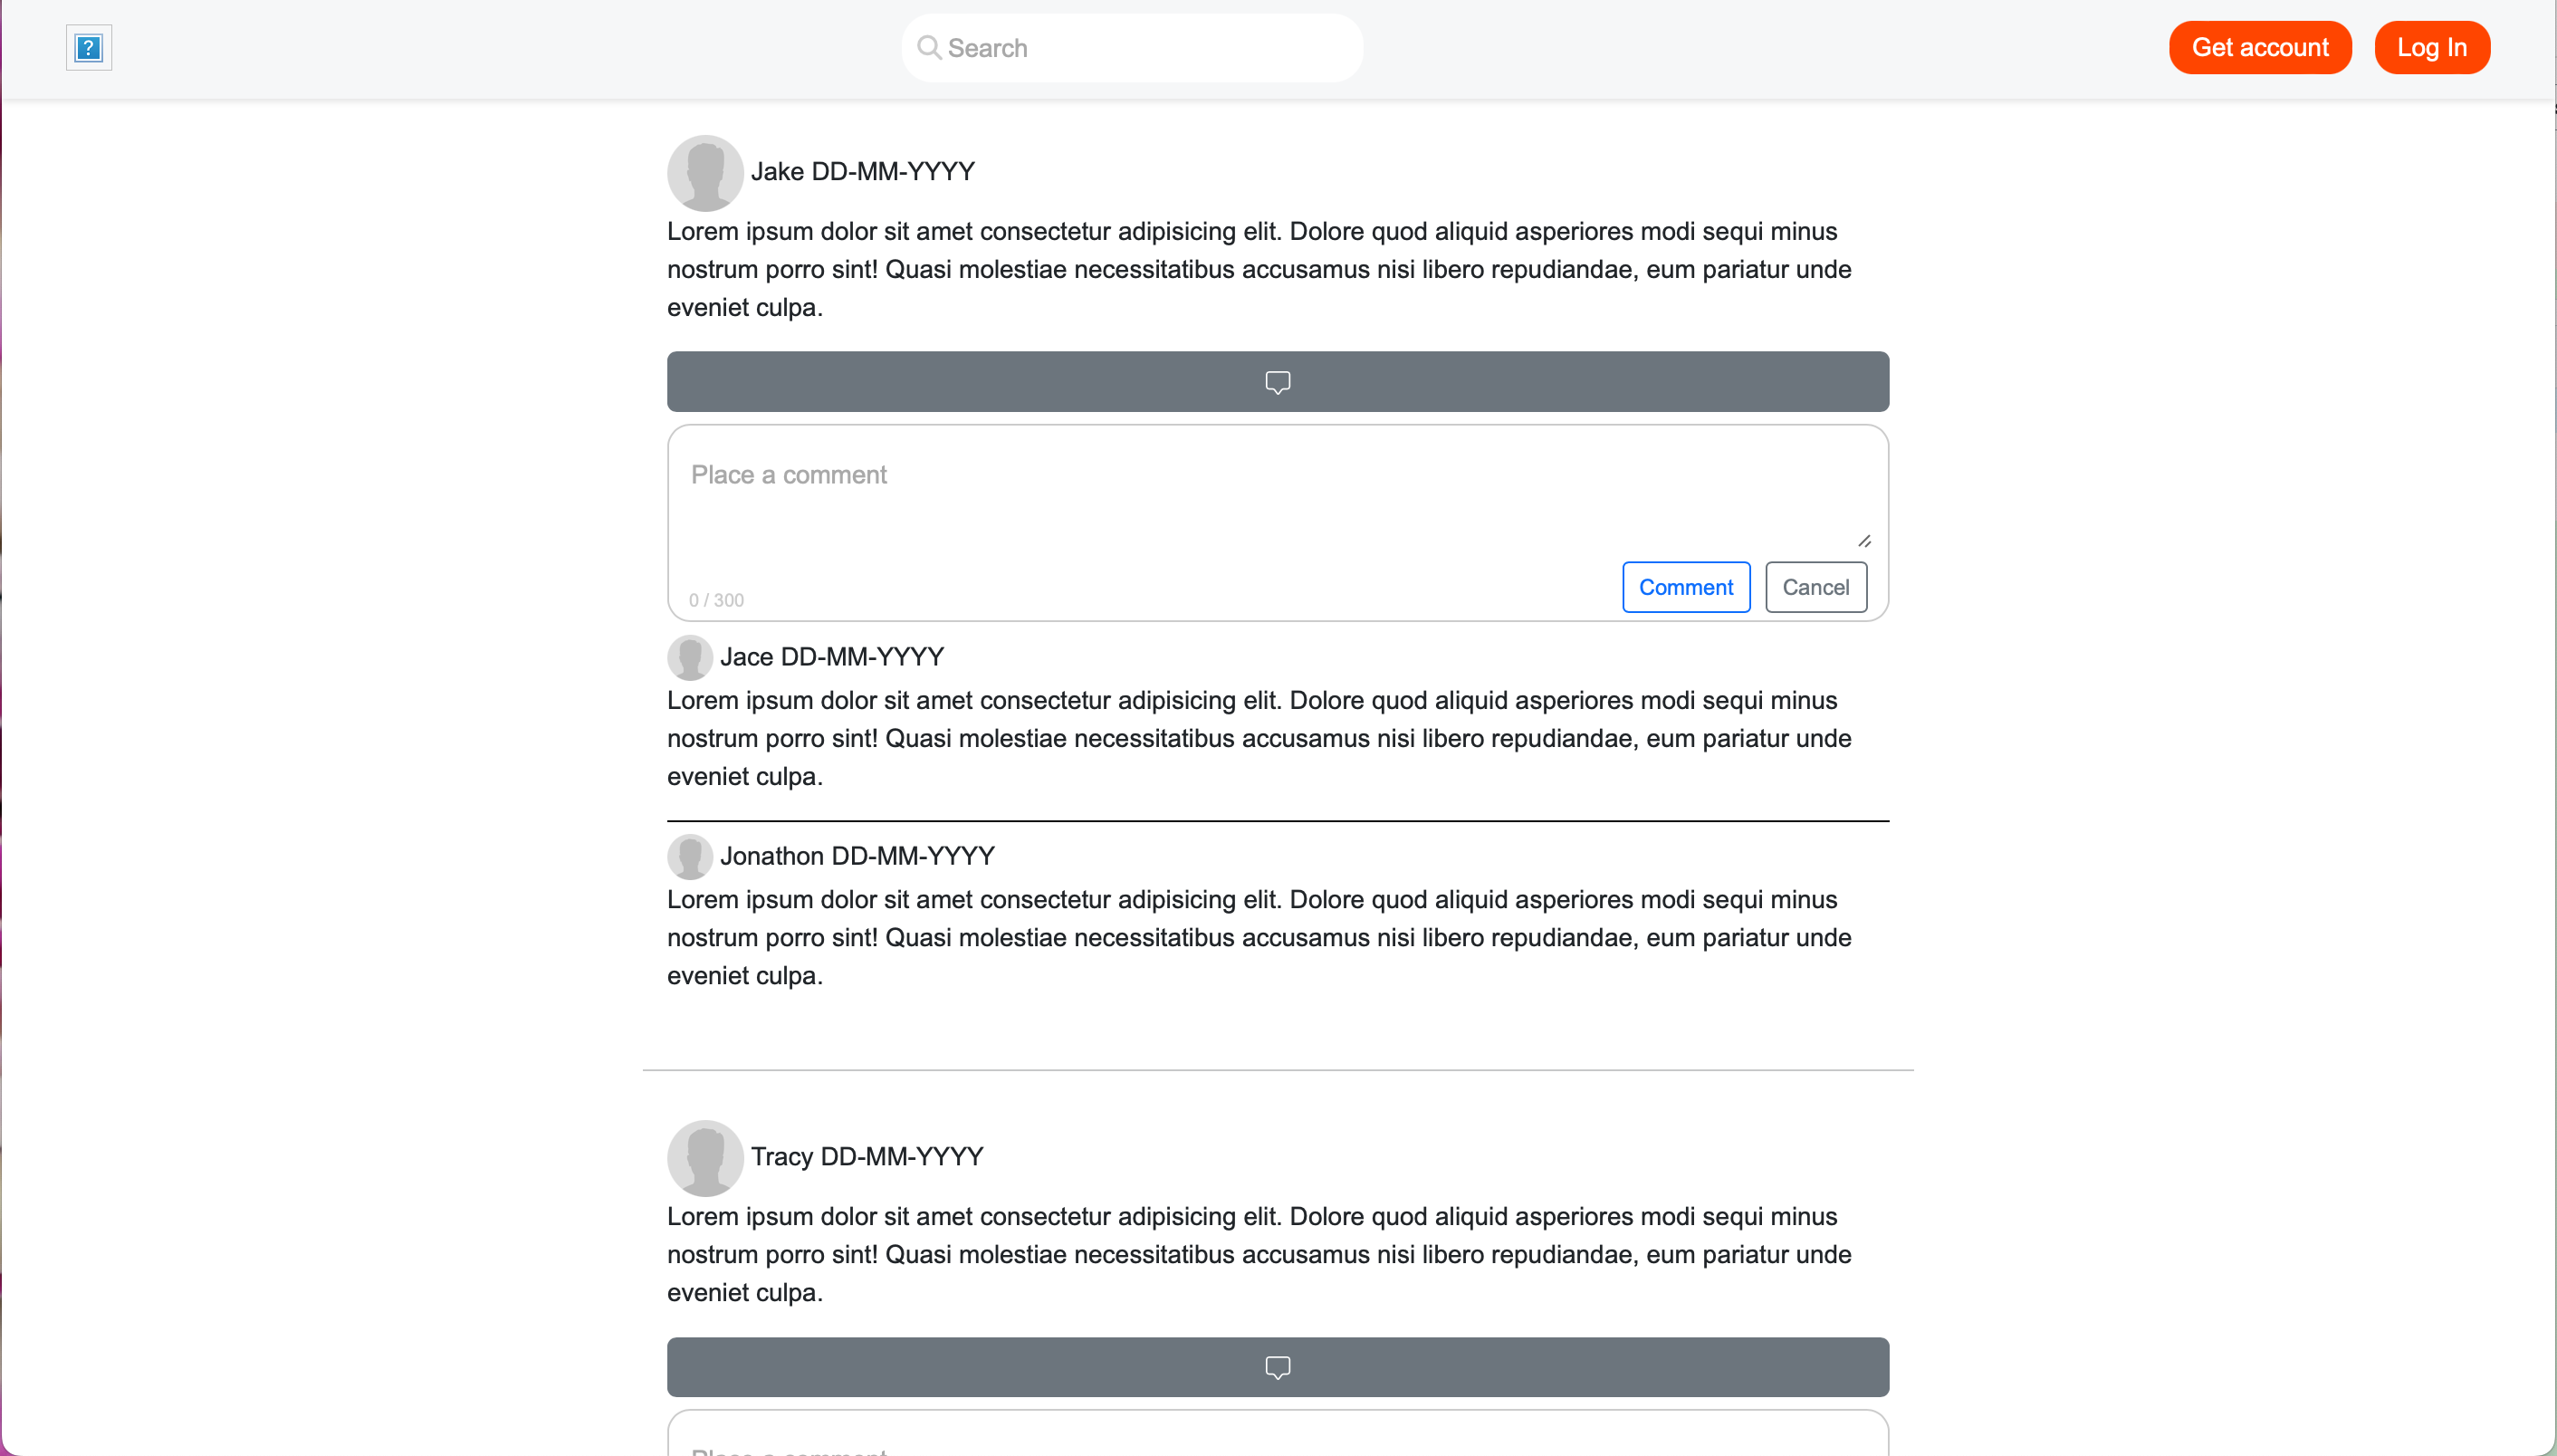 ?
Search
Get account
Log In
Jake DD-MM-YYYY
Lorem ipsum dolor sit amet consectetur adipisicing elit. Dolore quod aliquid asperiores modi sequi minus
nostrum porro sint! Quasi molestiae necessitatibus accusamus nisi libero repudiandae, eum pariatur unde
eveniet culpa.
Place a comment
0 / 300
Comment
Cancel
Jace DD-MM-YYYY
Lorem ipsum dolor sit amet consectetur adipisicing elit. Dolore quod aliquid asperiores modi sequi minus
nostrum porro sint! Quasi molestiae necessitatibus accusamus nisi libero repudiandae, eum pariatur unde
eveniet culpa.
Jonathon DD-MM-YYYY
Lorem ipsum dolor sit amet consectetur adipisicing elit. Dolore quod aliquid asperiores modi sequi minus
nostrum porro sint! Quasi molestiae necessitatibus accusamus nisi libero repudiandae, eum pariatur unde
eveniet culpa.
Tracy DD-MM-YYYY
Lorem ipsum dolor sit amet consectetur adipisicing elit. Dolore quod aliquid asperiores modi sequi minus
nostrum porro sint! Quasi molestiae necessitatibus accusamus nisi libero repudiandae, eum pariatur unde
eveniet culpa.
Place a comment